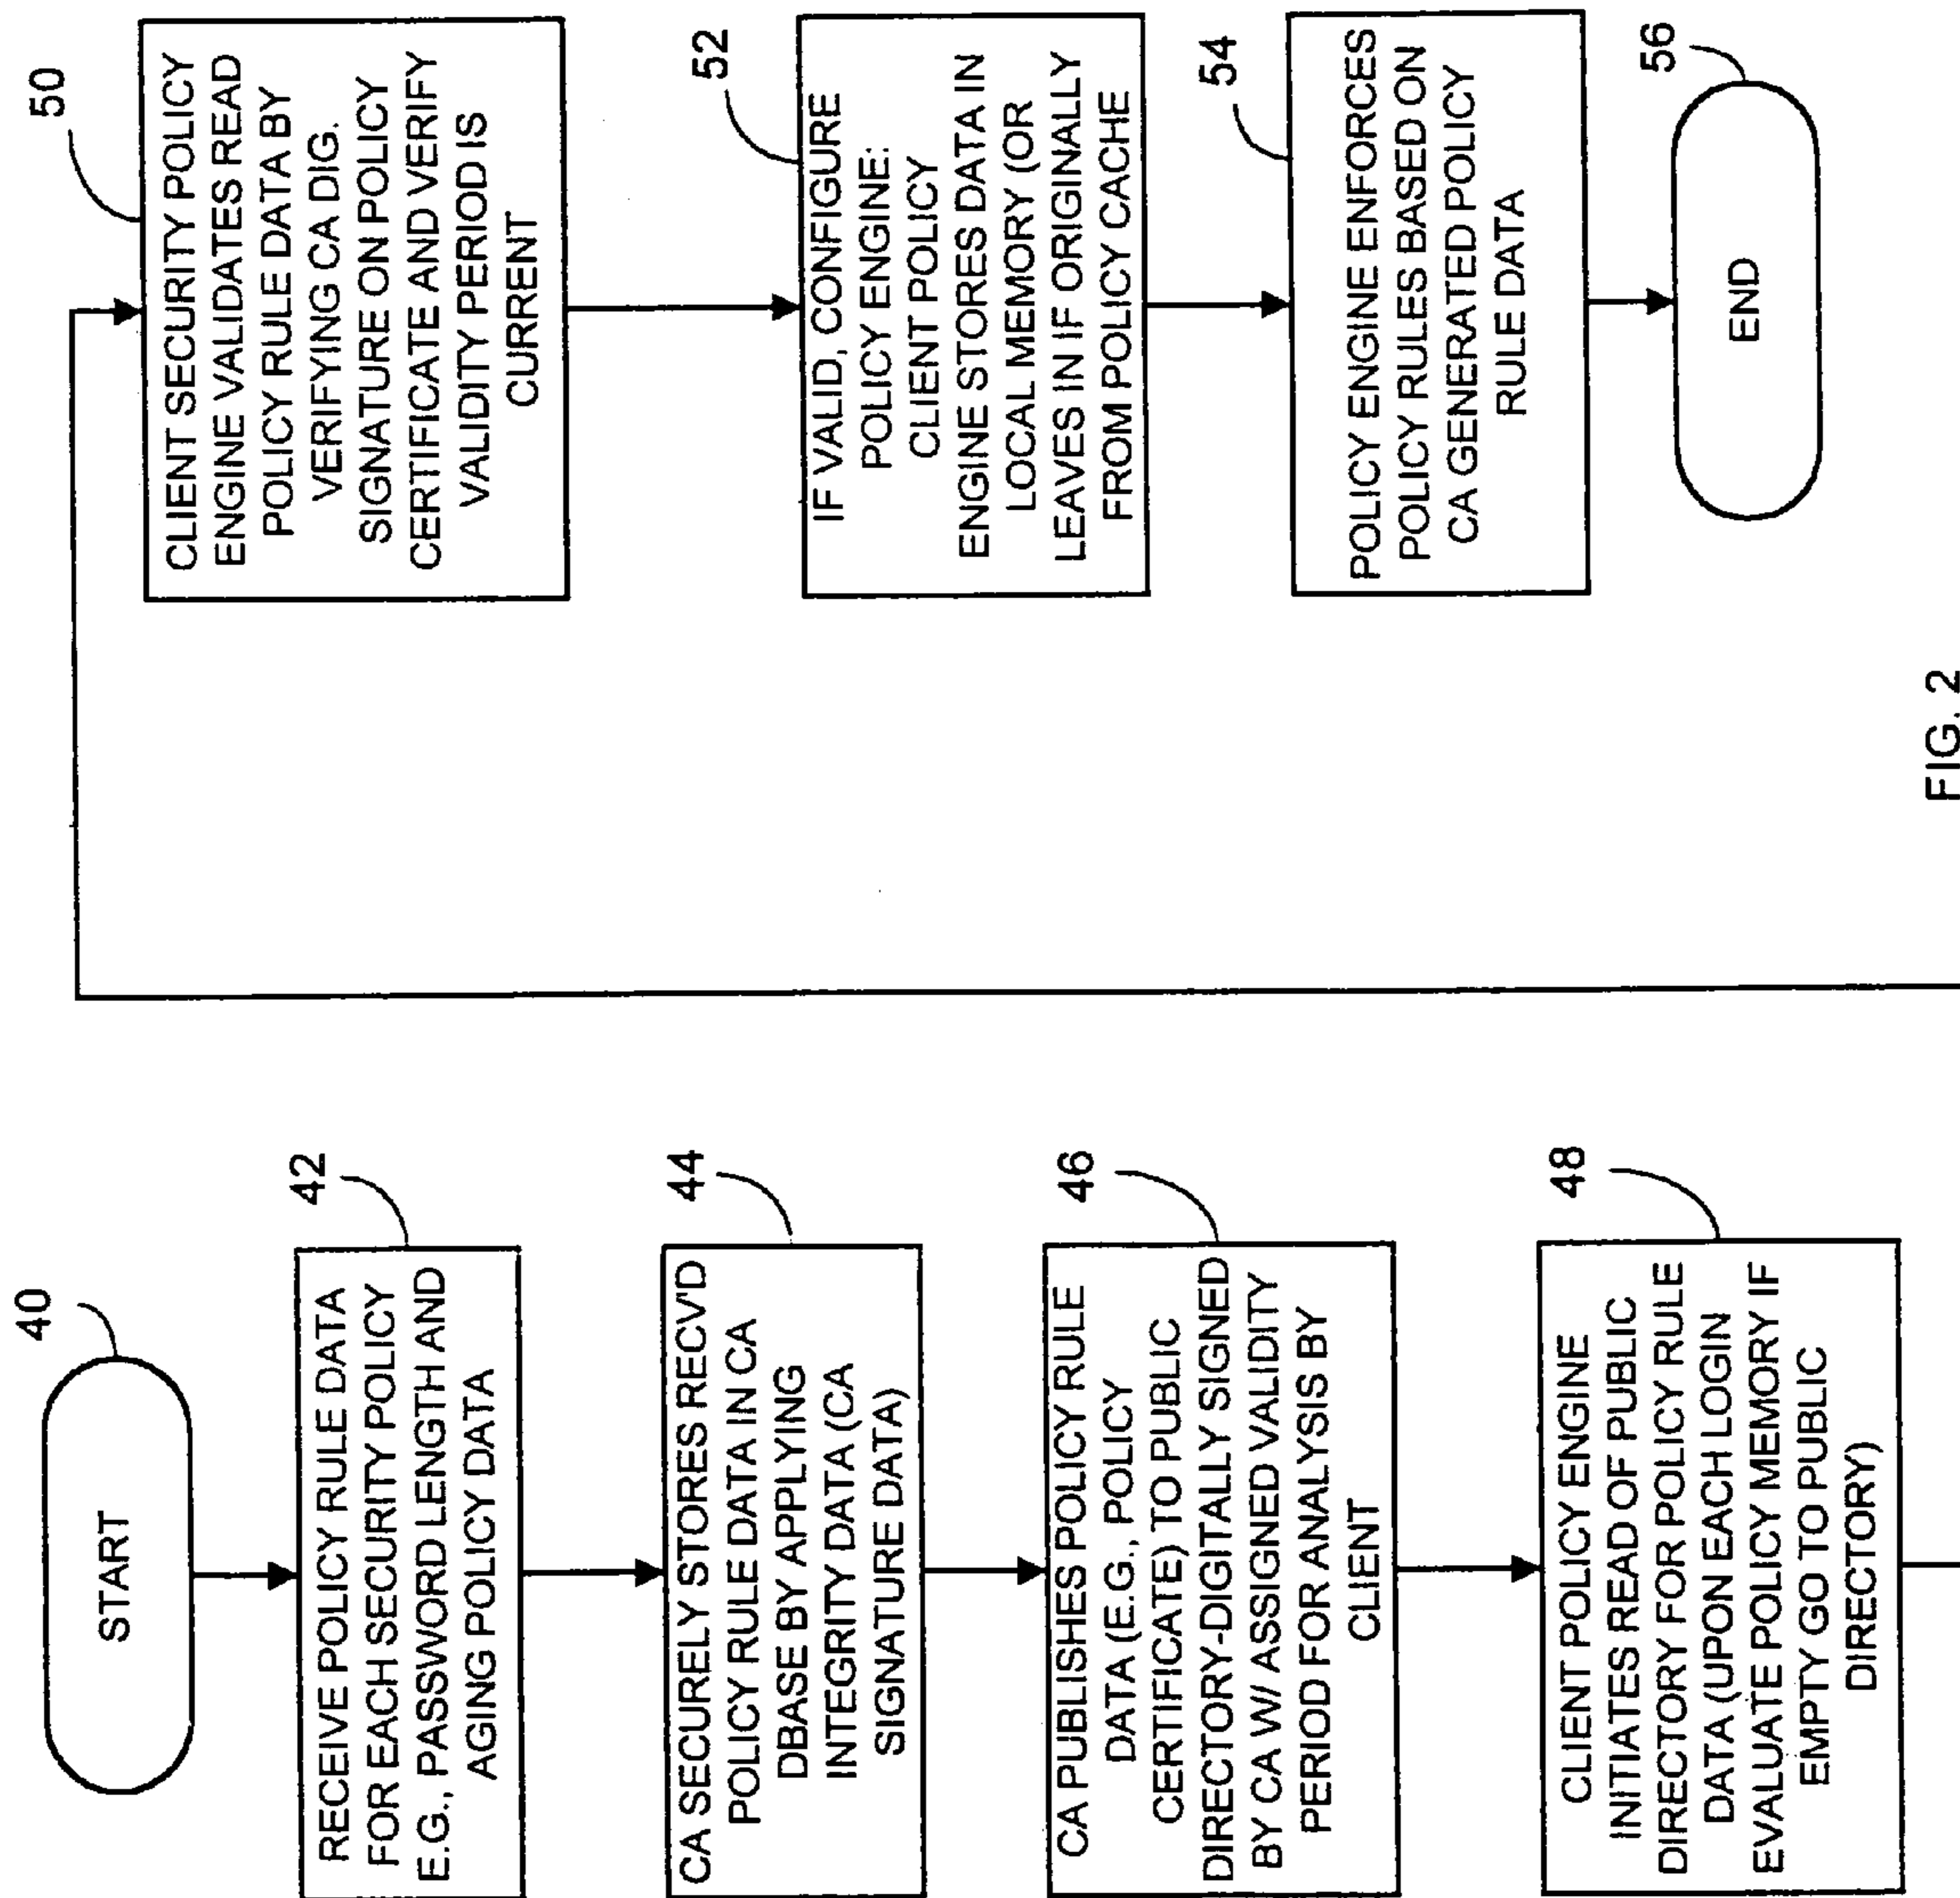 40
START
42
RECEIVE POLICY RULE DATA
FOR EACH SECURITY POLICY
E.G., PASSWORD LENGTH AND
AGING POLICY DATA
44
CA SECURELY STORES RECV'D
POLICY RULE DATA IN CA
DBASE BY APPLYING
INTEGRITY DATA (CA
SIGNATURE DATA)
46
CA PUBLISHES POLICY RULE
DATA (E.G., POLICY
CERTIFICATE) TO PUBLIC
DIRECTORY-DIGITALLY SIGNED
BY CA W/ ASSIGNED VALIDITY
PERIOD FOR ANALYSIS BY
CLIENT
48
CLIENT POLICY ENGINE
INITIATES READ OF PUBLIC
DIRECTORY FOR POLICY RULE
DATA (UPON EACH LOGIN
EVALUATE POLICY MEMORY IF
EMPTY GO TO PUBLIC
DIRECTORY)
50
CLIENT SECURITY POLICY
ENGINE VALIDATES READ
POLICY RULE DATA BY
VERIFYING CA DIG.
SIGNATURE ON POLICY
CERTIFICATE AND VERIFY
VALIDITY PERIOD IS
CURRENT
52
IF VALID, CONFIGURE
POLICY ENGINE:
CLIENT POLICY
ENGINE STORES DATA IN
LOCAL MEMORY (OR
LEAVES IN IF ORIGINALLY
FROM POLICY CACHE
54
POLICY ENGINE ENFORCES
POLICY RULES BASED ON
CA GENERATED POLICY
RULE DATA
56
END
FIG. 2